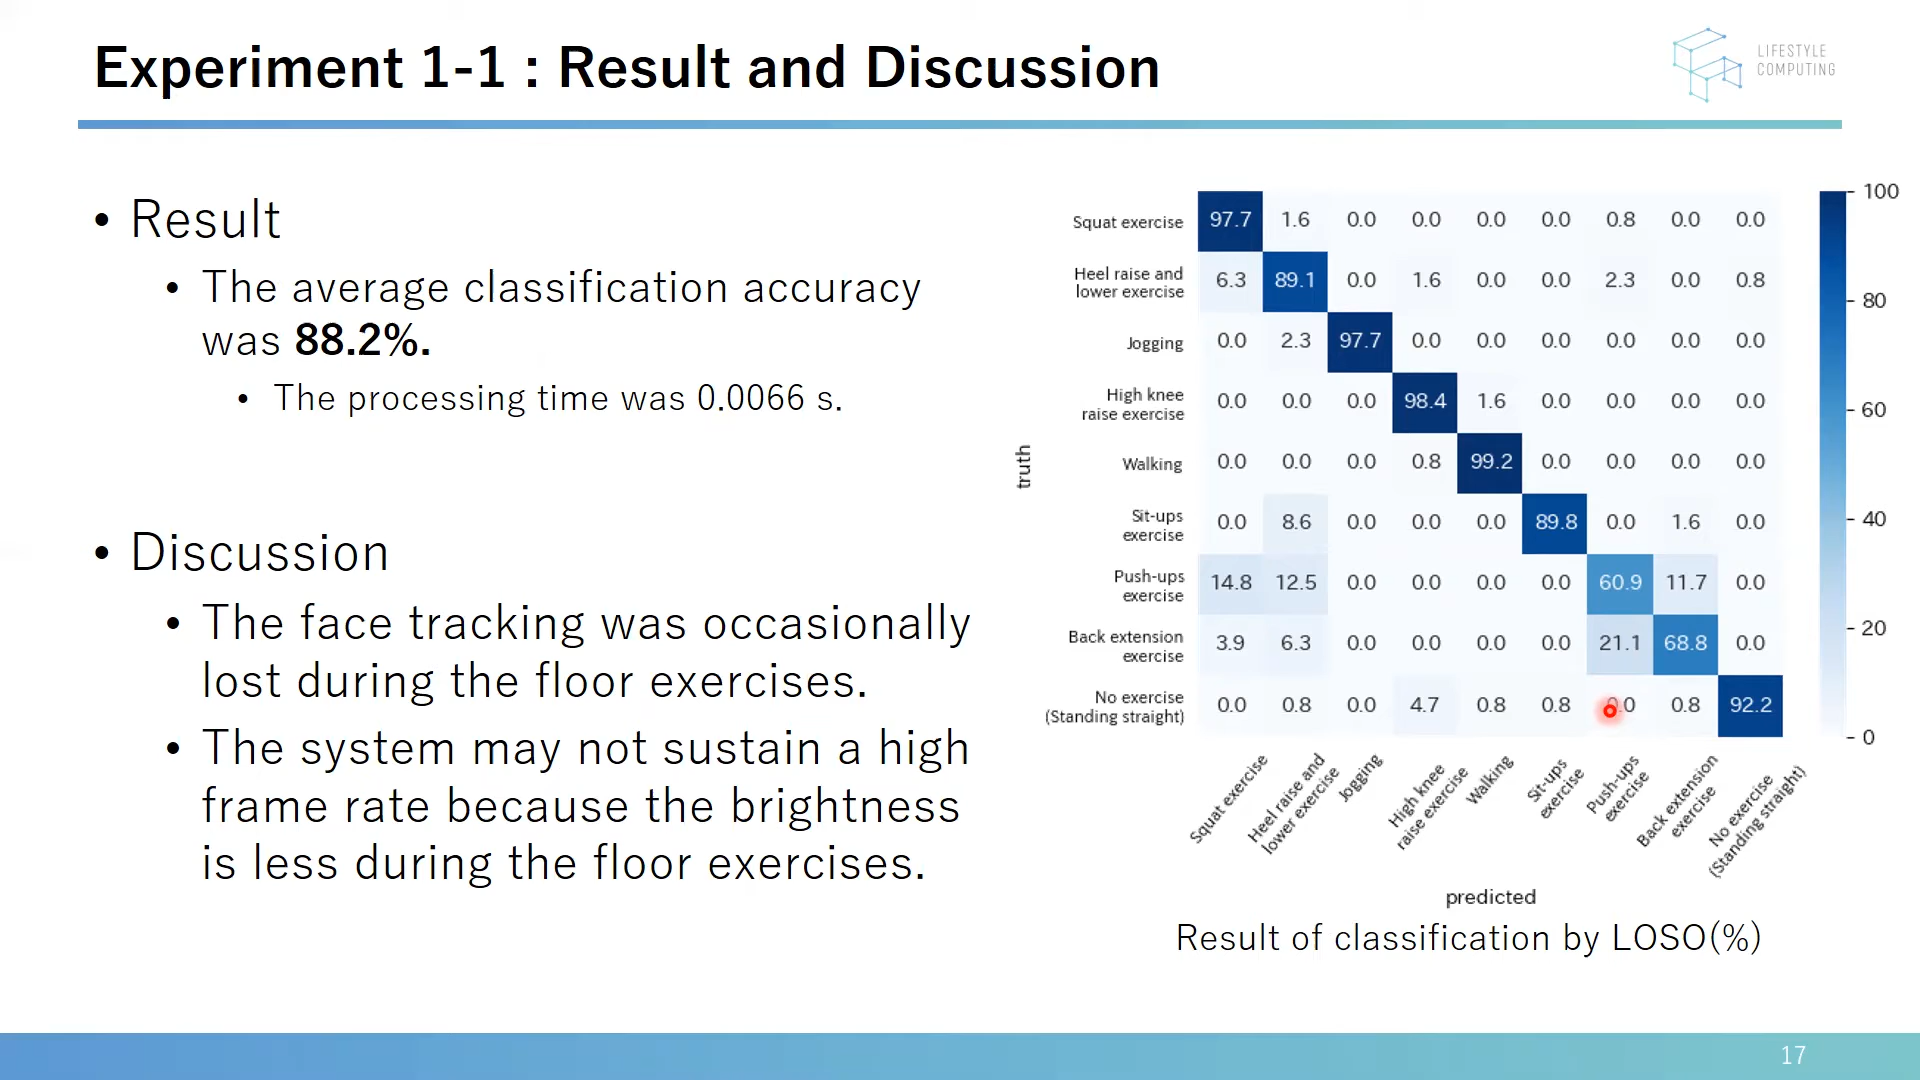 Experiment 1-1 : Result and Discussion
LIFESTYLE
COMPUTING
• Result
• The average classification accuracy
was 88.2%.
• The processing time was 0.0066 s.
• Discussion
• The face tracking was occasionally
lost during the floor exercises.
• The system may not sustain a high
frame rate because the brightness
is less during the floor exercises.
truth
Squat exercise 97.7 1.6 0.0 0.0 0.0 0.0 0.8 0.0 0.0
Heel raise and
lower exercise 6.3 89.1 0.0 1.6 0.0 0.0 2.3 0.0 0.8
Jogging 0.0 2.3 97.7 0.0 0.0 0.0 0.0 0.0 0.0
High knee
raise exercise 0.0 0.0 0.0 98.4 1.6 0.0 0.0 0.0 0.0
Walking 0.0 0.0 0.0 0.8 99.2 0.0 0.0 0.0 0.0
Sit-ups
exercise 0.0 8.6 0.0 0.0 0.0 89.8 0.0 1.6 0.0
Push-ups
exercise 14.8 12.5 0.0 0.0 0.0 0.0 60.9 11.7 0.0
Back extension
exercise 3.9 6.3 0.0 0.0 0.0 0.0 21.1 68.8 0.0
No exercise
(Standing straight) 0.0 0.8 0.0 4.7 0.8 0.8 0.0 0.8 92.2
Squat exercise
Heel raise and
lower exercise
Jogging
High knee
raise exercise
Walking
Sit-ups
exercise
Push-ups
exercise
Back extension
exercise
No exercise
(Standing straight)
predicted
100
80
60
40
20
0
Result of classification by LOSO(%)
17